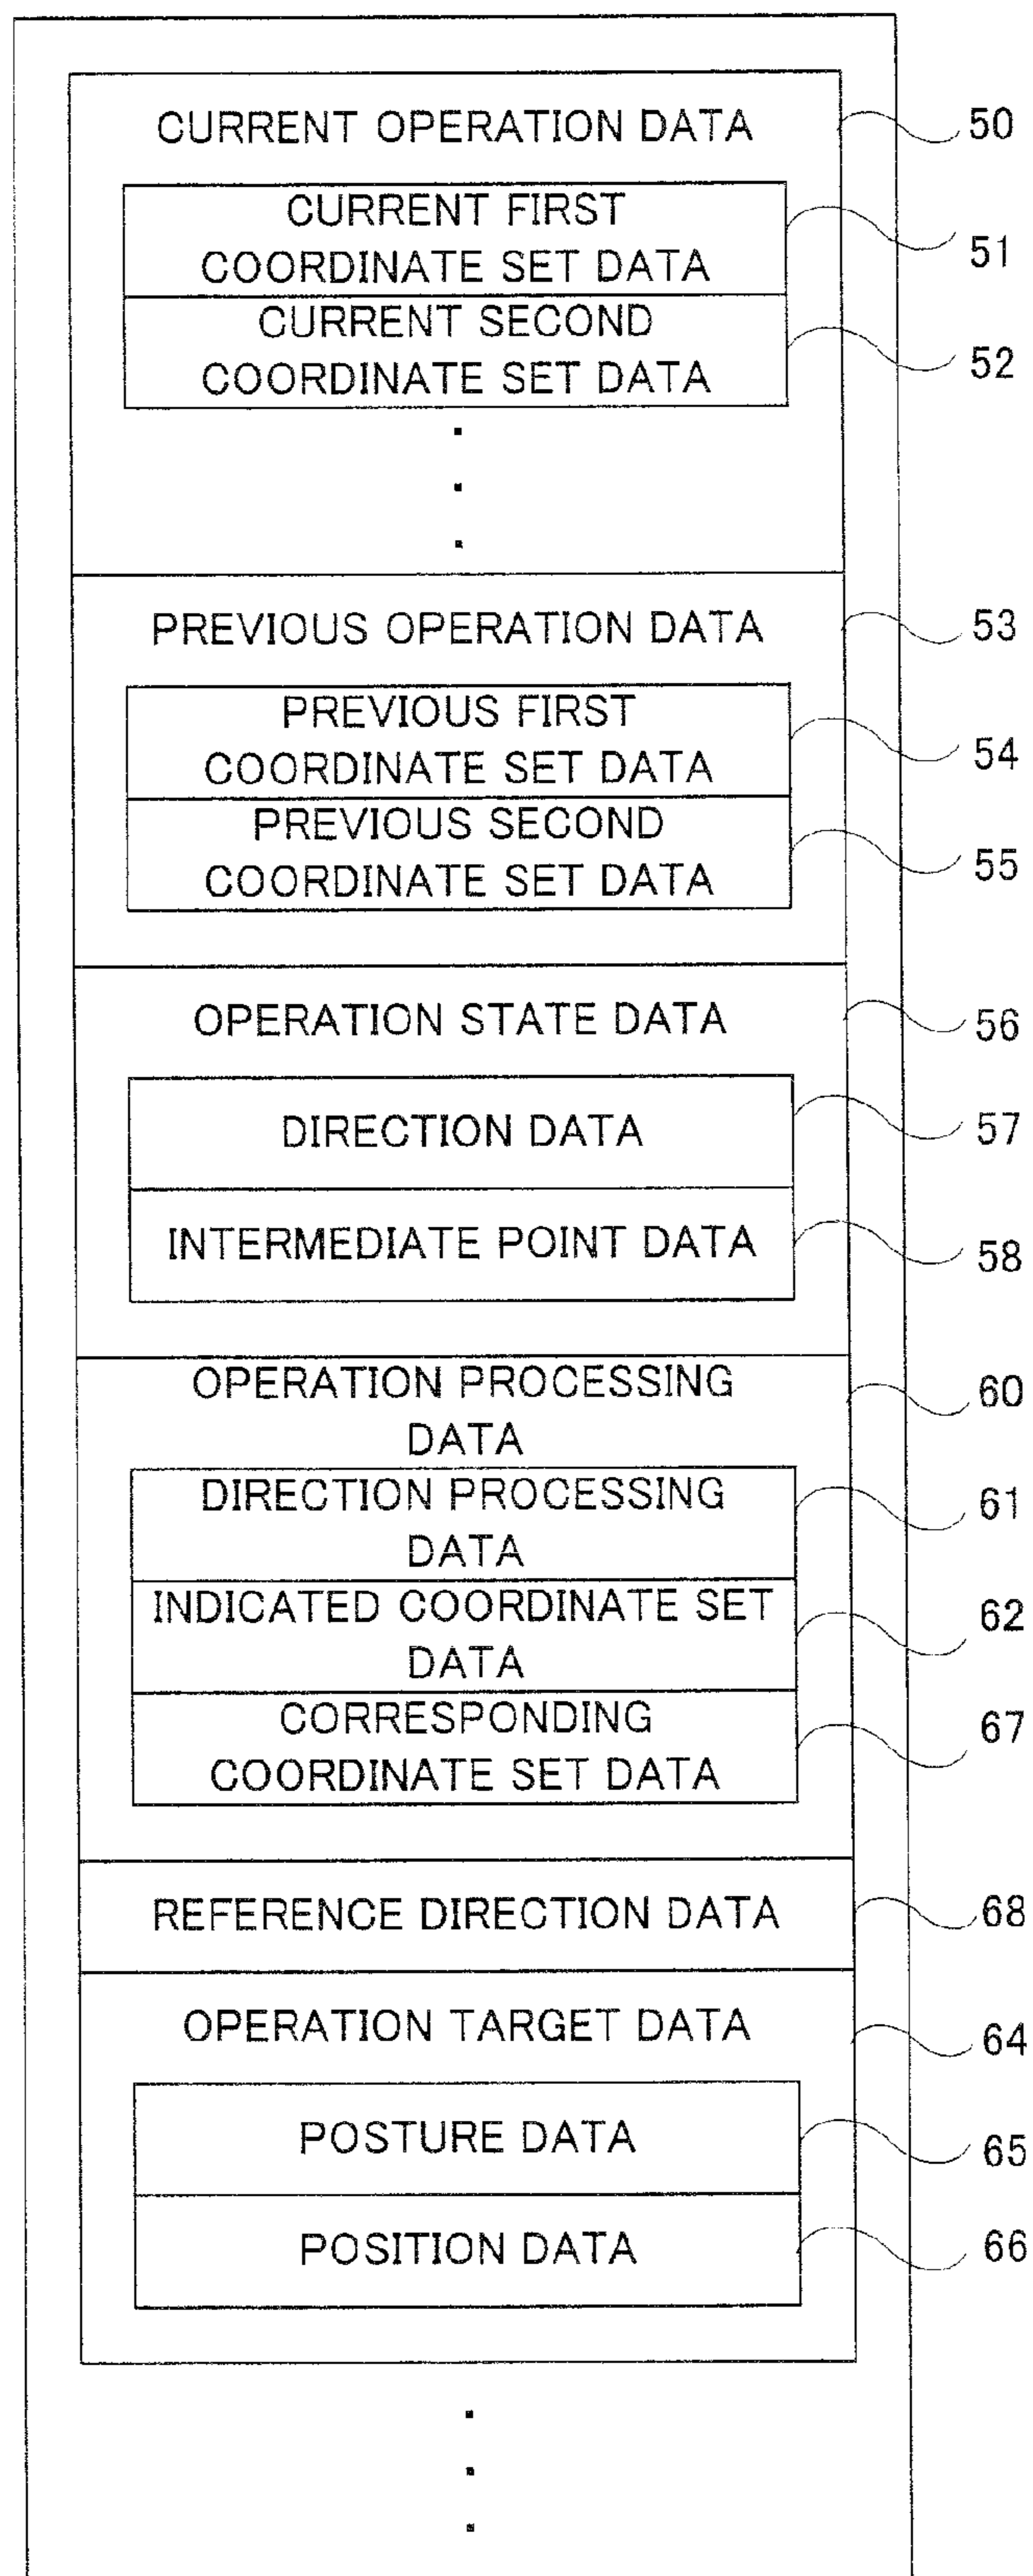 CURRENT OPERATION DATA 50
CURRENT FIRST
COORDINATE SET DATA 51
CURRENT SECOND
COORDINATE SET DATA 52
PREVIOUS OPERATION DATA 53
PREVIOUS FIRST
COORDINATE SET DATA 54
PREVIOUS SECOND
COORDINATE SET DATA 55
OPERATION STATE DATA 56
DIRECTION DATA 57
INTERMEDIATE POINT DATA 58
OPERATION PROCESSING 60
DATA
DIRECTION PROCESSING 61
DATA
INDICATED COORDINATE SET 62
DATA
CORRESPONDING 67
COORDINATE SET DATA
REFERENCE DIRECTION DATA 68
OPERATION TARGET DATA 64
POSTURE DATA 65
POSITION DATA 66